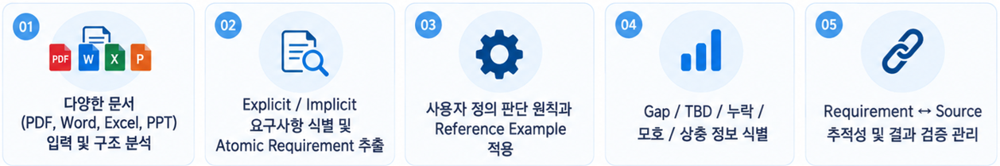 01
PDF W X P
다양한 문서
(PDF, Word, Excel, PPT)
입력 및 구조 분석
02
Explicit / Implicit
요구사항 식별 및
Atomic Requirement 추출
03
사용자 정의 판단 원칙과
Reference Example
적용
04
Gap / TBD / 누락 /
모호 / 상충 정보 식별
05
Requirement ↔ Source
추적성 및 결과 검증 관리